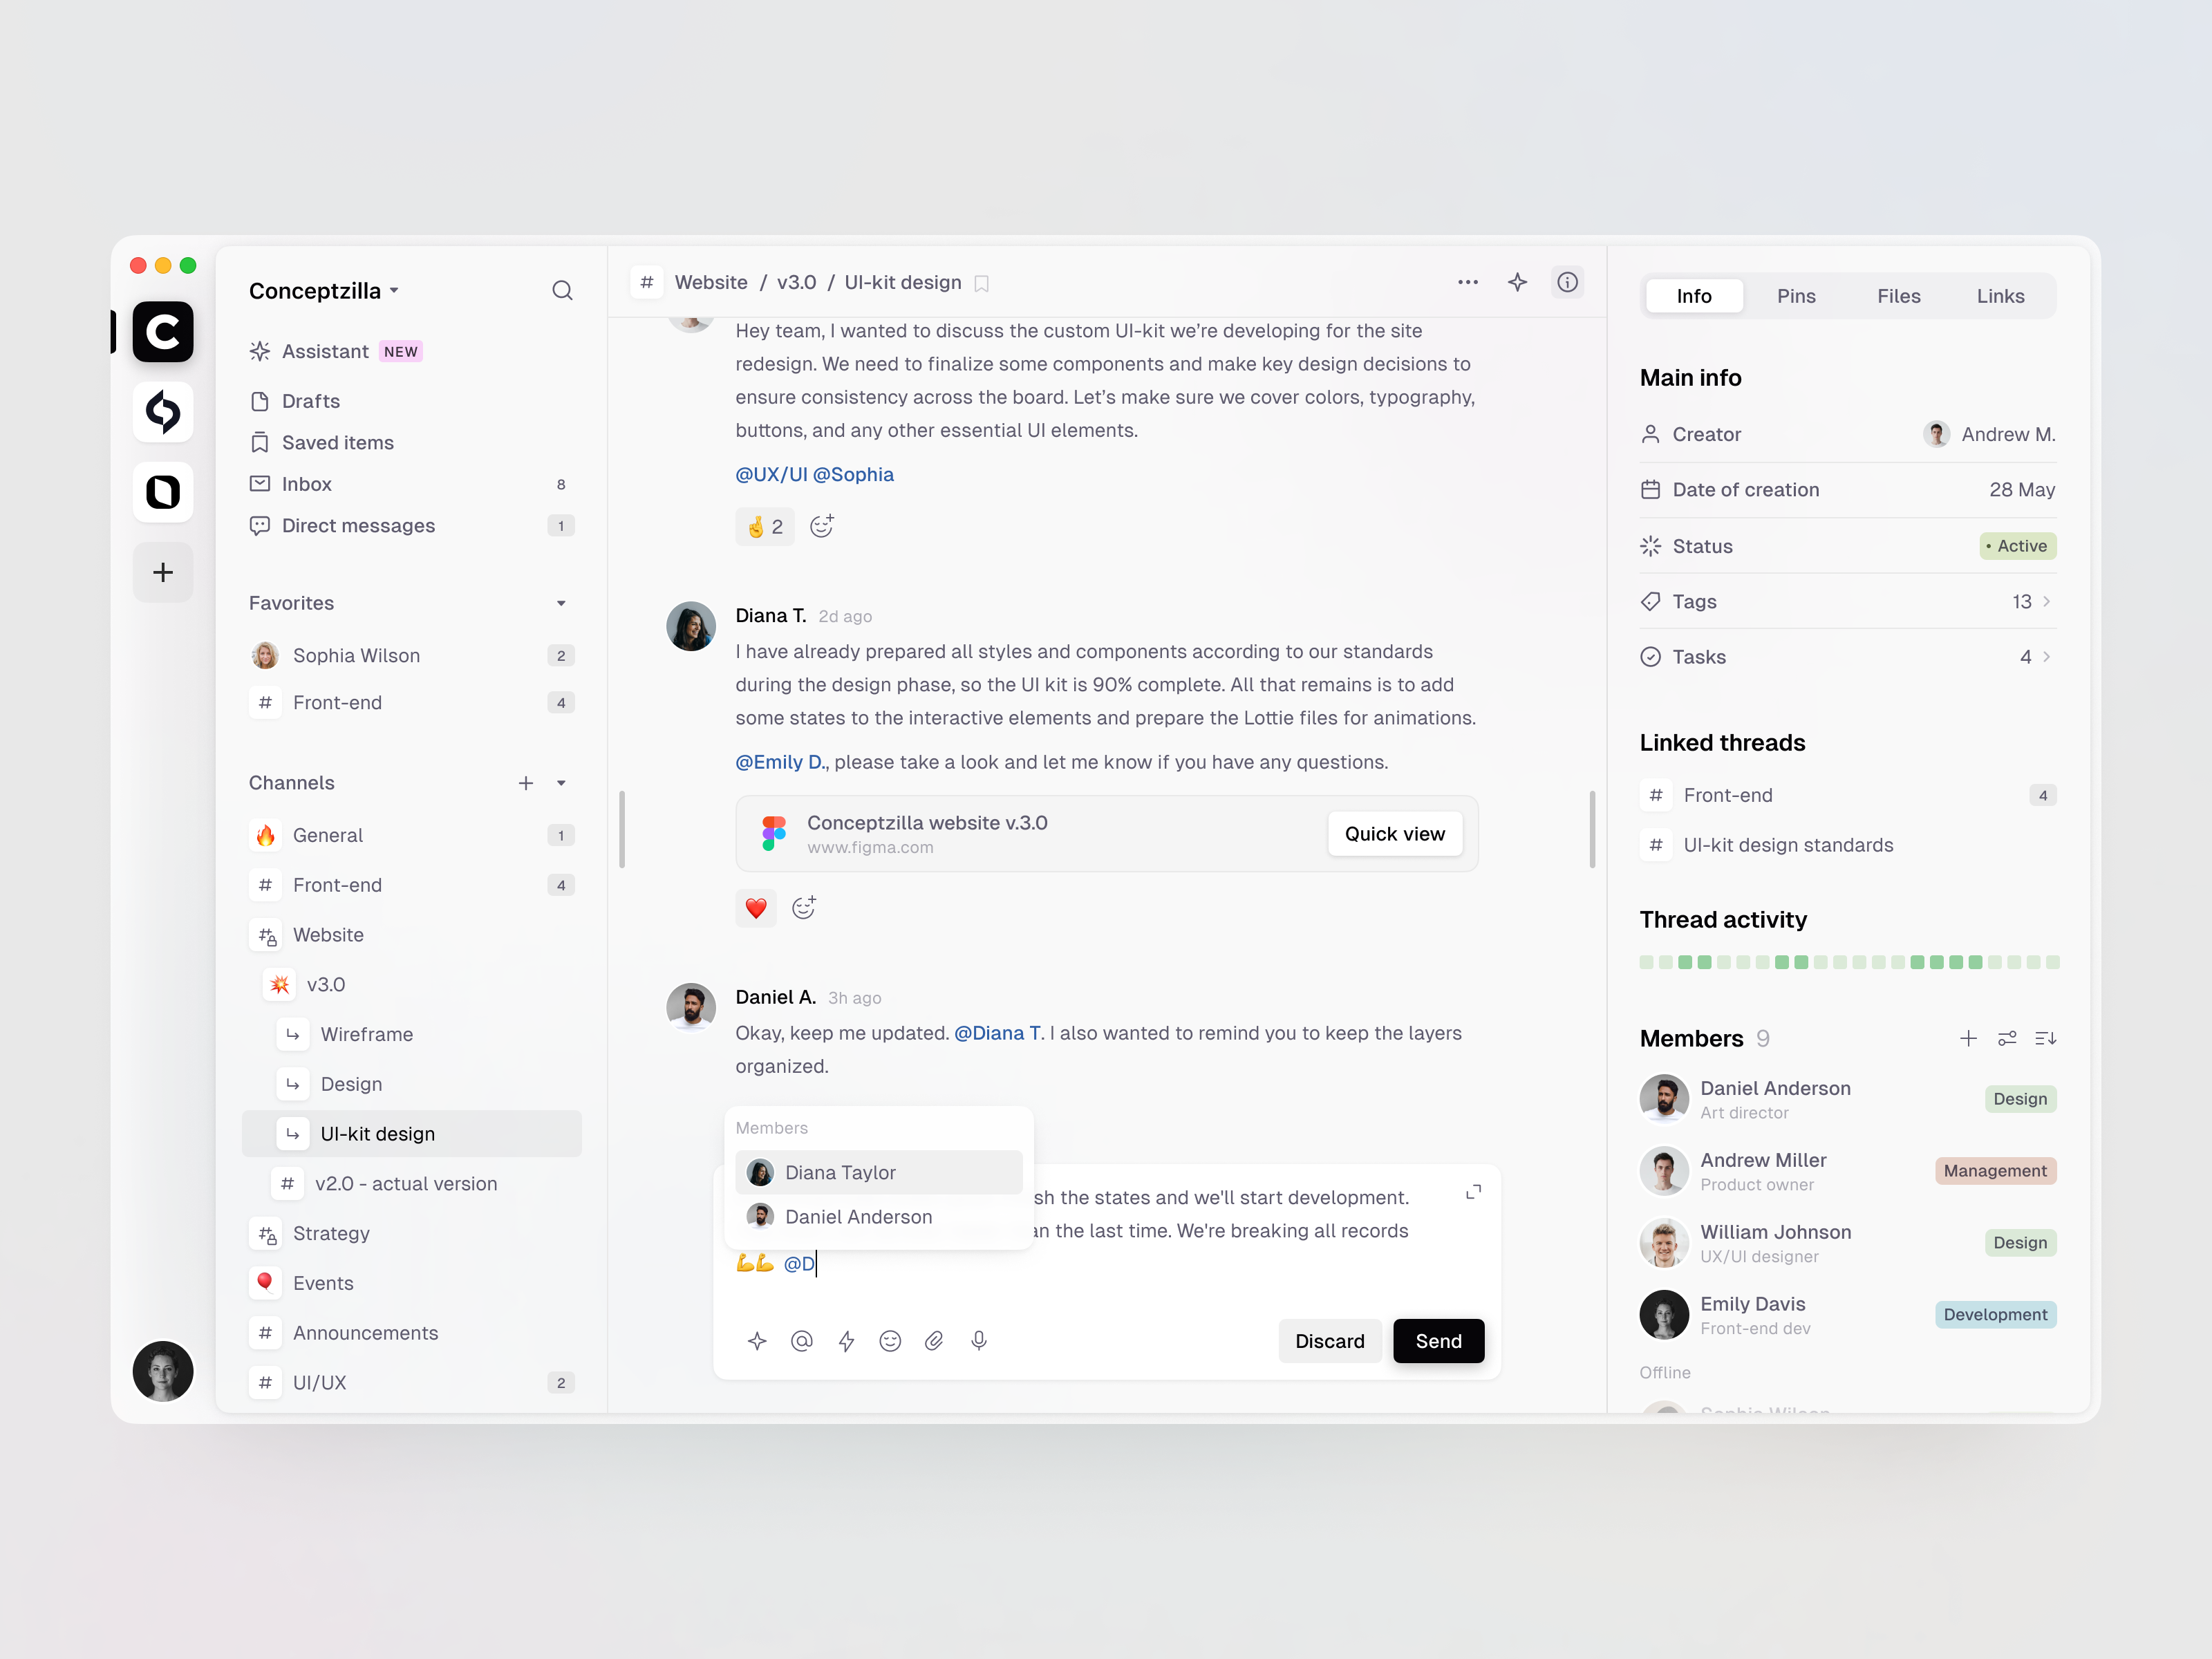 Conceptzilla
Assistant NEW
Drafts
Saved items
Inbox 8
Direct messages 1
Favorites
Sophia Wilson 2
# Front-end 4
Channels
General 1
# Front-end 4
Website
v3.0
Wireframe
Design
UI-kit design
# v2.0 - actual version
Strategy
Events
# Announcements
# UI/UX 2
# Website / v3.0 / UI-kit design
Hey team, I wanted to discuss the custom UI-kit we’re developing for the site
redesign. We need to finalize some components and make key design decisions to
ensure consistency across the board. Let’s make sure we cover colors, typography,
buttons, and any other essential UI elements.
@UX/UI @Sophia
🤞 2
Diana T. 2d ago
I have already prepared all styles and components according to our standards
during the design phase, so the UI kit is 90% complete. All that remains is to add
some states to the interactive elements and prepare the Lottie files for animations.
@Emily D., please take a look and let me know if you have any questions.
Conceptzilla website v.3.0
www.figma.com
Quick view
Daniel A. 3h ago
Okay, keep me updated. @Diana T. I also wanted to remind you to keep the layers
organized.
Members
Diana Taylor
Daniel Anderson
sh the states and we'll start development.
an the last time. We're breaking all records
💪💪 @D
Discard
Send
Info Pins Files Links
Main info
Creator Andrew M.
Date of creation 28 May
Status • Active
Tags 13
Tasks 4
Linked threads
# Front-end 4
# UI-kit design standards
Thread activity
Members 9
Daniel Anderson
Art director
Design
Andrew Miller
Product owner
Management
William Johnson
UX/UI designer
Design
Emily Davis
Front-end dev
Development
Offline
Sophia Wilson